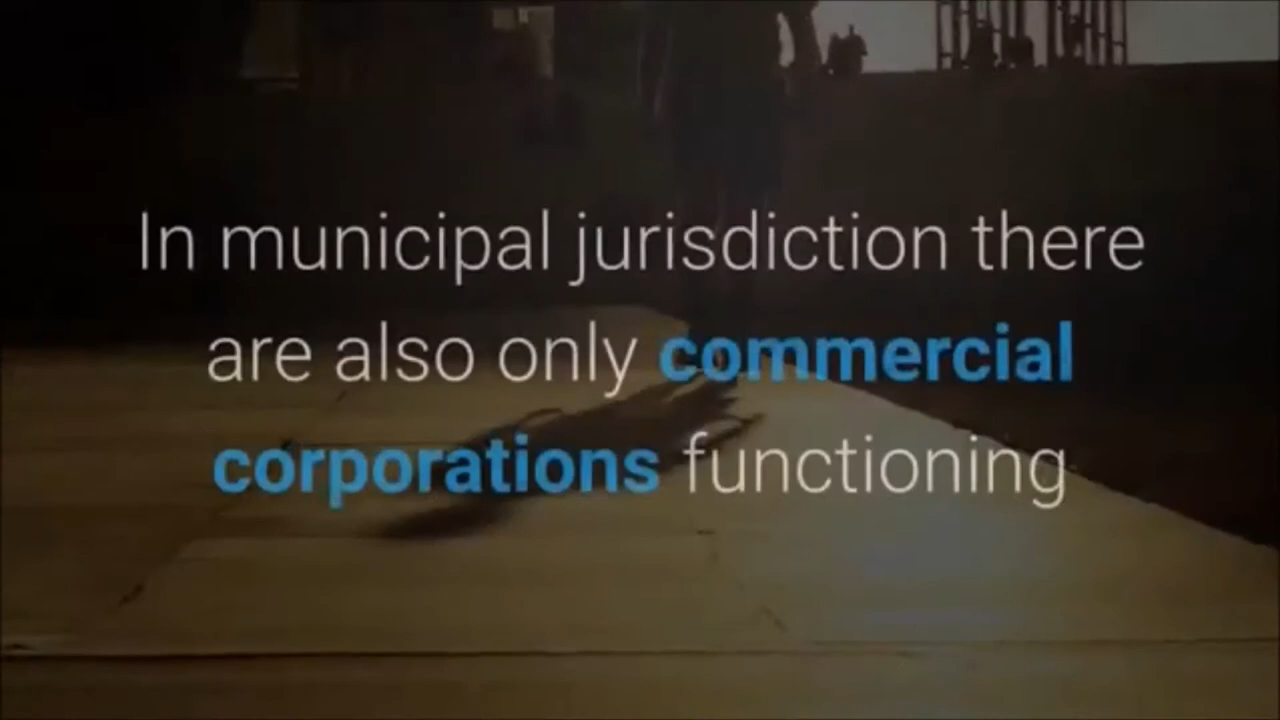 In municipal jurisdiction there
are also only commercial
corporations functioning